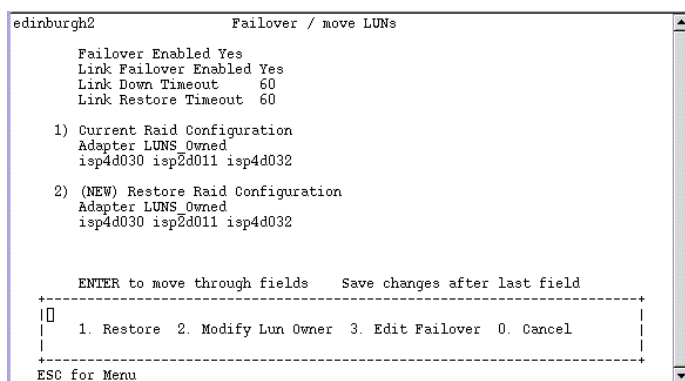 edinburgh2 Failover / move LUNs
Failover Enabled Yes
Link Failover Enabled Yes
Link Down Timeout 60
Link Restore Timeout 60
1) Current Raid Configuration
Adapter LUNS_Owned
isp4d030 isp2d011 isp4d032
2) (NEW) Restore Raid Configuration
Adapter LUNS_Owned
isp4d030 isp2d011 isp4d032
ENTER to move through fields Save changes after last field
1. Restore 2. Modify Lun Owner 3. Edit Failover 0. Cancel
ESC for Menu